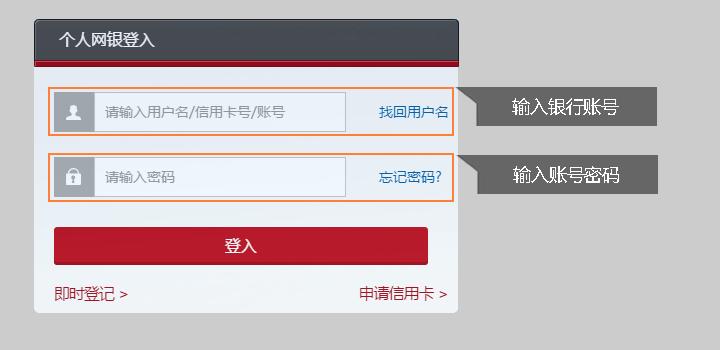 个人网银登入
请输入用户名/信用卡号/账号
找回用户名
输入银行账号
请输入密码
忘记密码?
输入账号密码
登入
即时登记 >
申请信用卡 >